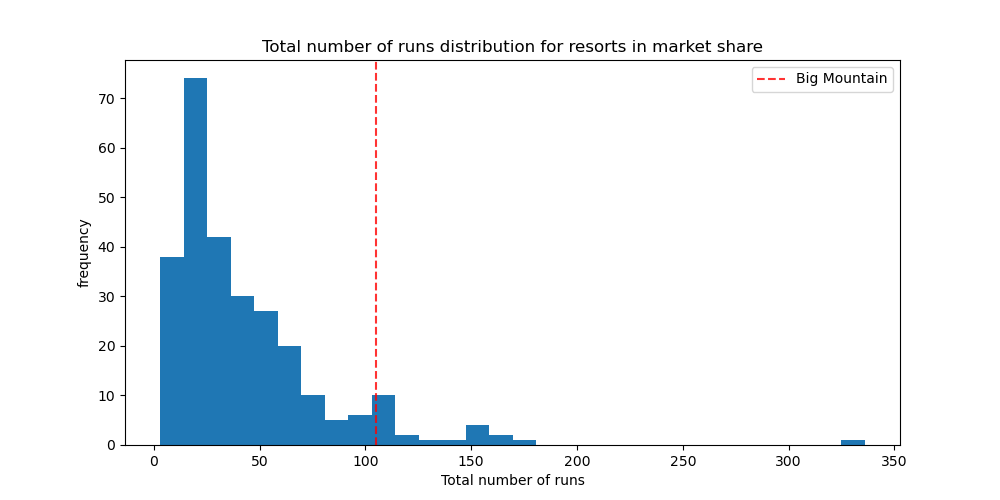 Total number of runs distribution for resorts in market share
Big Mountain
frequency
70
60
50
40
30
20
10
0
0 50 100 150 200 250 300 350
Total number of runs